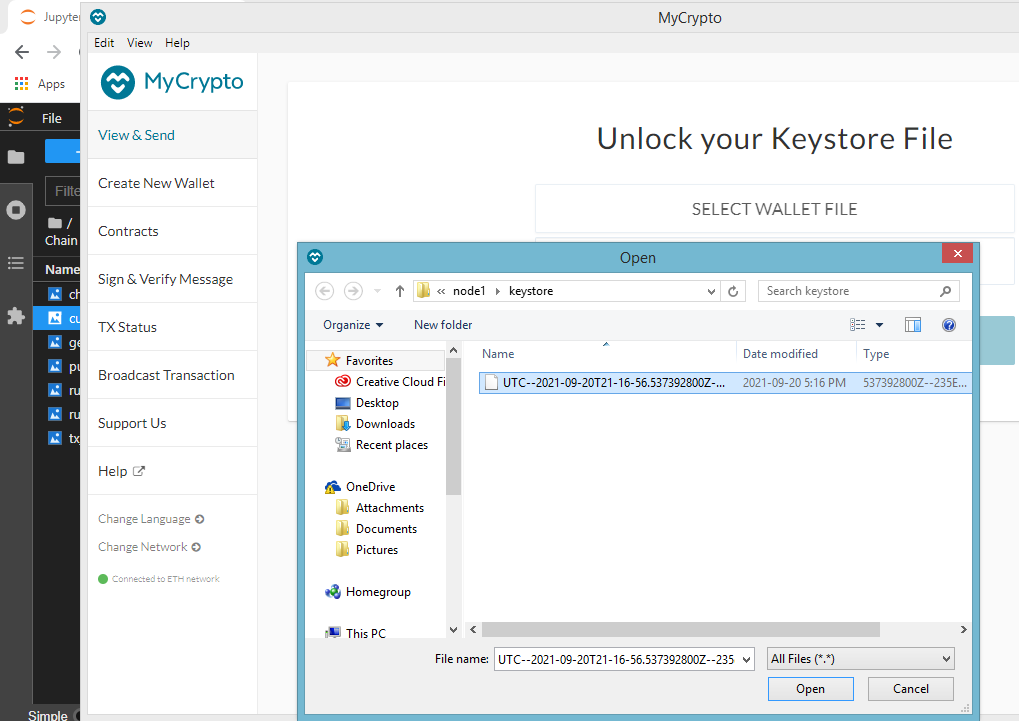 Jupyte
Apps
File
Filte
/
Chain
Name
ch
cu
ge
pu
ru
ru
tx
Simple
MyCrypto
Edit View Help
MyCrypto
View & Send
Create New Wallet
Contracts
Sign & Verify Message
TX Status
Broadcast Transaction
Support Us
Help
Change Language
Change Network
Connected to ETH network
Unlock your Keystore File
SELECT WALLET FILE
Open
« node1 keystore
Search keystore
Organize New folder
Favorites
Creative Cloud Fi
Desktop
Downloads
Recent places
OneDrive
Attachments
Documents
Pictures
Homegroup
This PC
Name Date modified Type
UTC--2021-09-20T21-16-56.537392800Z-... 2021-09-20 5:16 PM 537392800Z--235E...
File name: UTC--2021-09-20T21-16-56.537392800Z--235 All Files (*.*)
Open Cancel